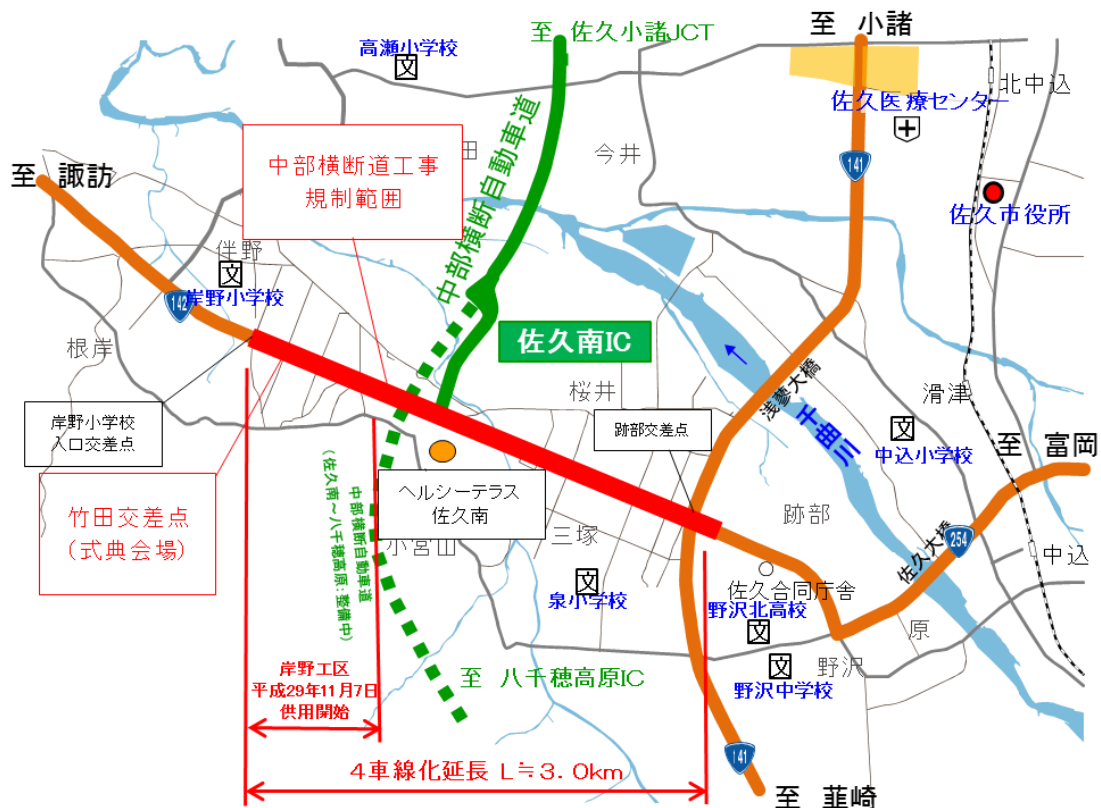 至 小諸
至 佐久小諸JCT
高瀬小学校
文
北中込
佐久医療センター
141
中部横断道工事
規制範囲
田
今井
中部横断自動車道
至 諏訪
佐久市役所
伴野
文
岸野小学校
142
佐久南IC
根岸
桜井
浅蓼大橋
千曲川
滑津
岸野小学校
入口交差点
跡部交差点
文
中込小学校
至 富岡
ヘルシーテラス
佐久南
竹田交差点
(式典会場)
中部横断自動車道
(佐久南~八千穂高原:整備中)
小宮山
三塚
跡部
佐久大橋
254
中込
文
泉小学校
佐久合同庁舎
野沢北高校
文
原
野沢
文
野沢中学校
至 八千穂高原IC
岸野工区
平成29年11月7日
供用開始
141
4車線化延長 L≒3.0km
至 韮崎